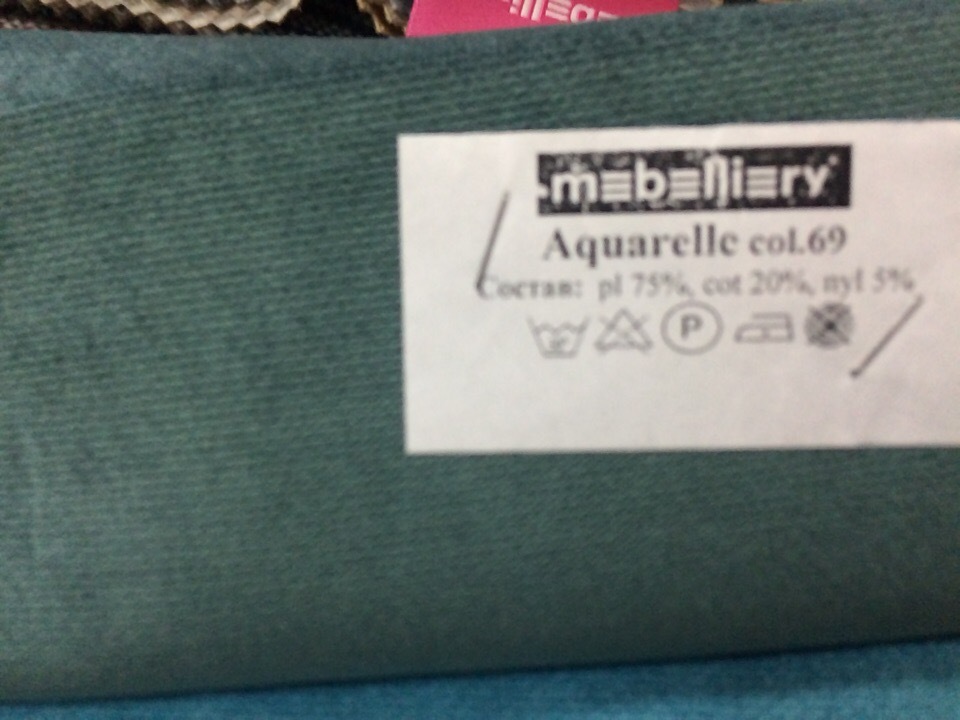 mebelliery
Aquarelle col.69
Состав: pl 75%, cot 20%, nyl 5%
P